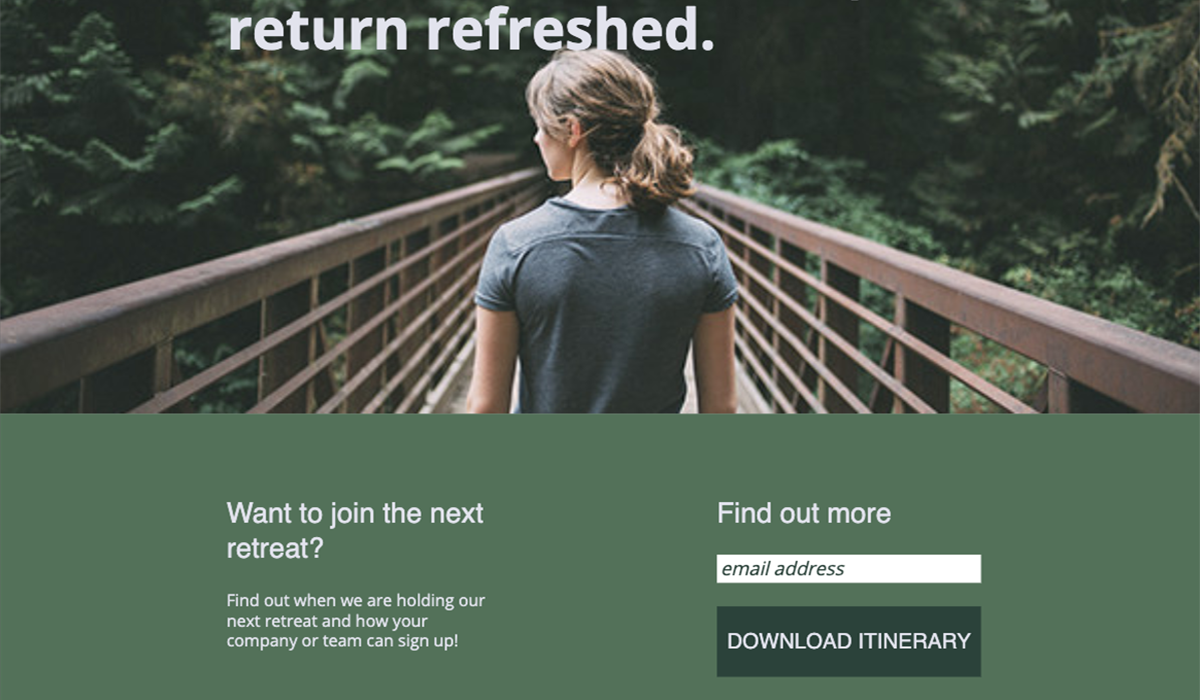 return refreshed.
Want to join the next
retreat?
Find out when we are holding our
next retreat and how your
company or team can sign up!
Find out more
email address
DOWNLOAD ITINERARY